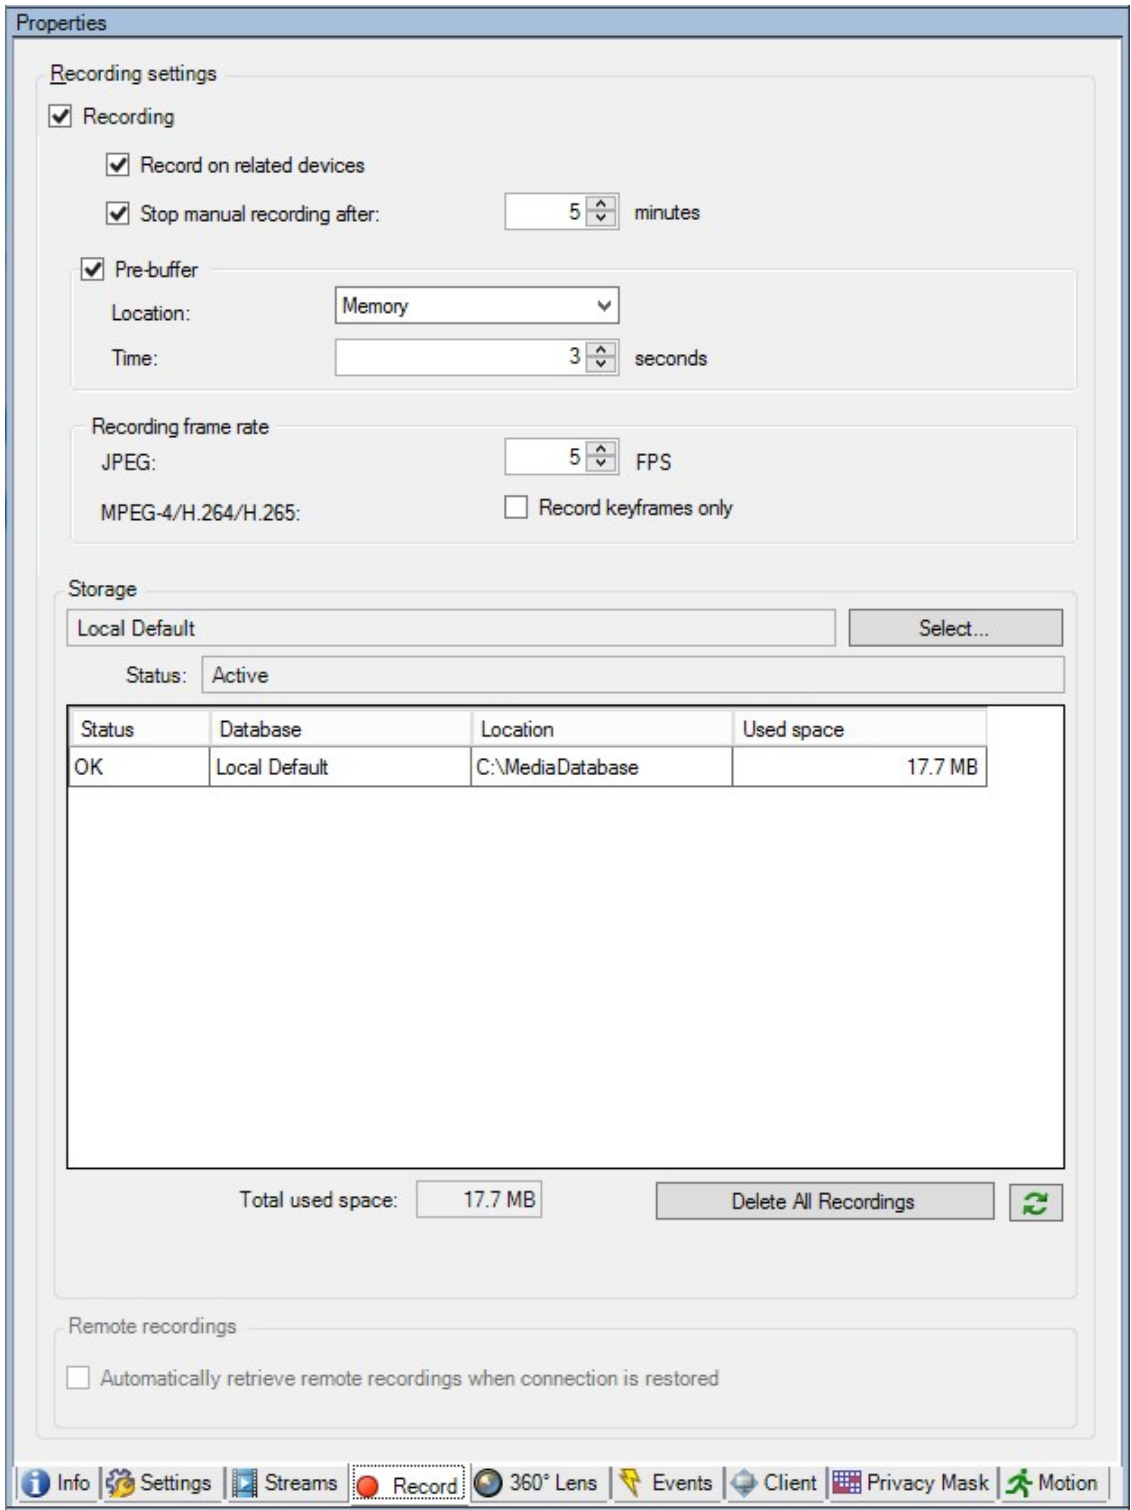 Properties
Recording settings
Recording
Record on related devices
Stop manual recording after: 5 minutes
Pre-buffer
Location: Memory
Time: 3 seconds
Recording frame rate
JPEG: 5 FPS
MPEG-4/H.264/H.265: Record keyframes only
Storage
Local Default Select...
Status: Active
Status Database Location Used space
OK Local Default C:\MediaDatabase 17.7 MB
Total used space: 17.7 MB Delete All Recordings
Remote recordings
Automatically retrieve remote recordings when connection is restored
Info Settings Streams Record 360° Lens Events Client Privacy Mask Motion